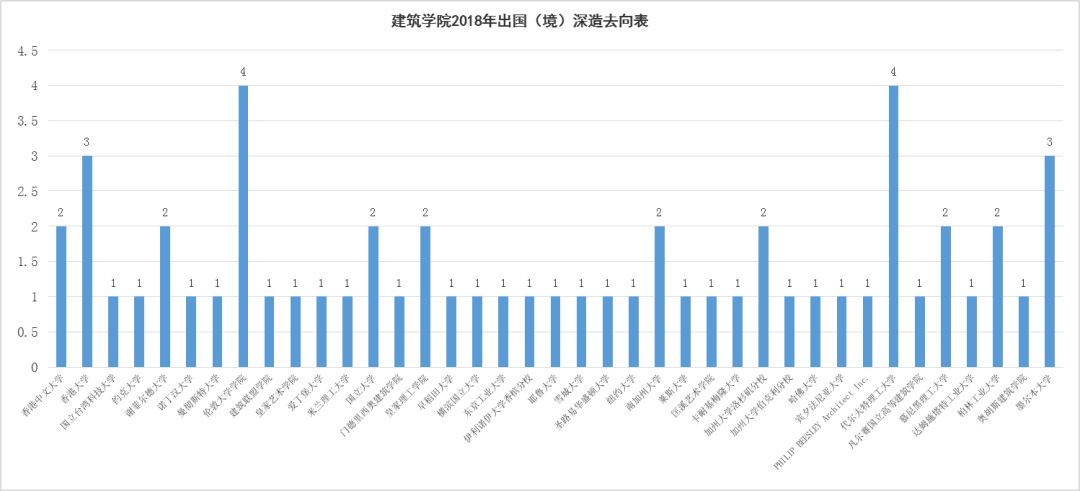 建筑学院2018年出国（境）深造去向表
4.5
4
3.5
3
2.5
2
1.5
1
0.5
0
2
3
1
1
2
1
1
4
1
1
1
1
2
1
2
1
1
1
1
1
1
1
1
2
1
1
1
2
1
1
1
1
4
1
2
1
2
1
3
香港中文大学
香港大学
国立台湾科技大学
约克大学
谢菲尔德大学
诺丁汉大学
曼彻斯特大学
伦敦大学学院
建筑联盟学院
皇家艺术学院
爱丁堡大学
米兰理工大学
国立大学
门德里西奥建筑学院
皇家理工学院
早稻田大学
横滨国立大学
东京工业大学
伊利诺伊大学香槟分校
耶鲁大学
雪城大学
圣路易华盛顿大学
纽约大学
南加州大学
莱斯大学
匡溪艺术学院
卡耐基梅隆大学
加州大学洛杉矶分校
加州大学伯克利分校
哈佛大学
宾夕法尼亚大学
PHILIP BEESLEY Architect Inc.
代尔夫特理工大学
凡尔赛国立高等建筑学院
慕尼黑理工大学
达姆施塔特工业大学
柏林工业大学
奥朗斯建筑学院
墨尔本大学